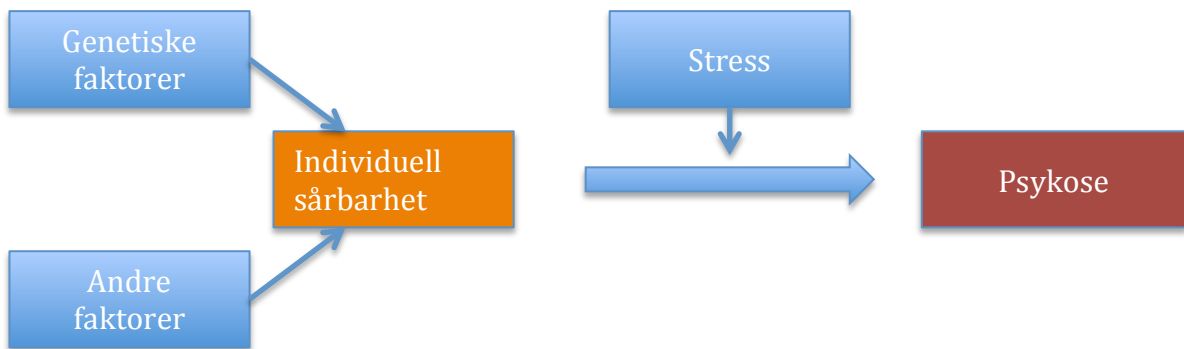 Genetiske
faktorer
Stress
Individuell
sårbarhet
Psykose
Andre
faktorer